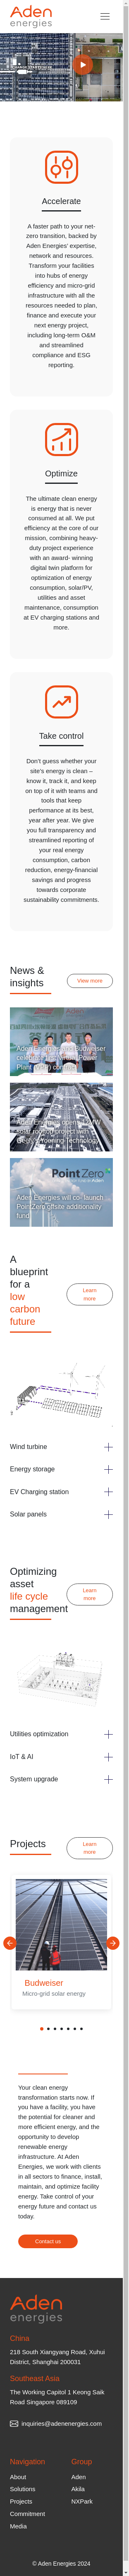 Aden
energies
Accelerate
A faster path to your net-
zero transition, backed by
Aden Energies' expertise,
network and resources.
Transform your facilities
into hubs of energy
efficiency and micro-grid
infrastructure with all the
resources needed to plan,
finance and execute your
next energy project,
including long-term O&M
and streamlined
compliance and ESG
reporting.
Optimize
The ultimate clean energy
is energy that is never
consumed at all. We put
efficiency at the core of our
mission, combining heavy-
duty project experience
with an award- winning
digital twin platform for
optimization of energy
consumption, solar/PV,
utilities and asset
maintenance, consumption
at EV charging stations and
more.
Take control
Don't guess whether your
site's energy is clean –
know it, track it, and keep
on top of it with teams and
tools that keep
performance at its best,
year after year. We give
you full transparency and
streamlined reporting of
your real energy
consumption, carbon
reduction, energy-financial
savings and progress
towards corporate
sustainability commitments.
News &
insights
View more
Aden Energies will co- launch
PointZero offsite additionality
fund
A
blueprint
for a
low
carbon
future
Learn
more
Wind turbine
Energy storage
EV Charging station
Solar panels
Optimizing
asset
life cycle
management
Learn
more
Utilities optimization
IoT & AI
System upgrade
Projects
Learn
more
Budweiser
Micro-grid solar energy
Your clean energy
transformation starts now. If
you have a facility, you have
the potential for cleaner and
more efficient energy, and the
opportunity to develop
renewable energy
infrastructure. At Aden
Energies, we work with clients
in all sectors to finance, install,
maintain, and optimize facility
energy. Take control of your
energy future and contact us
today.
Contact us
Aden
energies
China
218 South Xiangyang Road, Xuhui
District, Shanghai 200031
Southeast Asia
The Working Capitol 1 Keong Saik
Road Singapore 089109
inquiries@adenenergies.com
Navigation
Group
About
Aden
Solutions
Akila
Projects
NXPark
Commitment
Media
© Aden Energies 2024